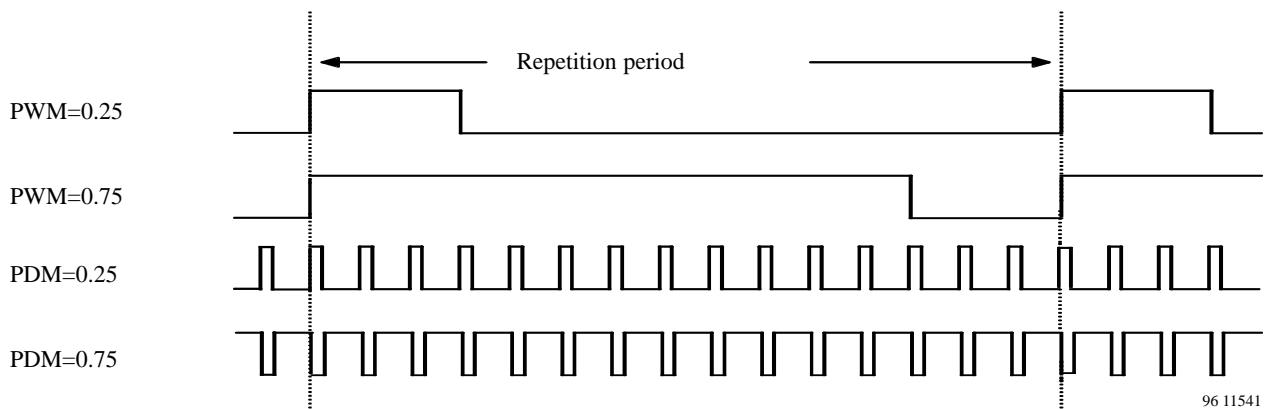 Repetition period
PWM=0.25
PWM=0.75
PDM=0.25
PDM=0.75
96 11541